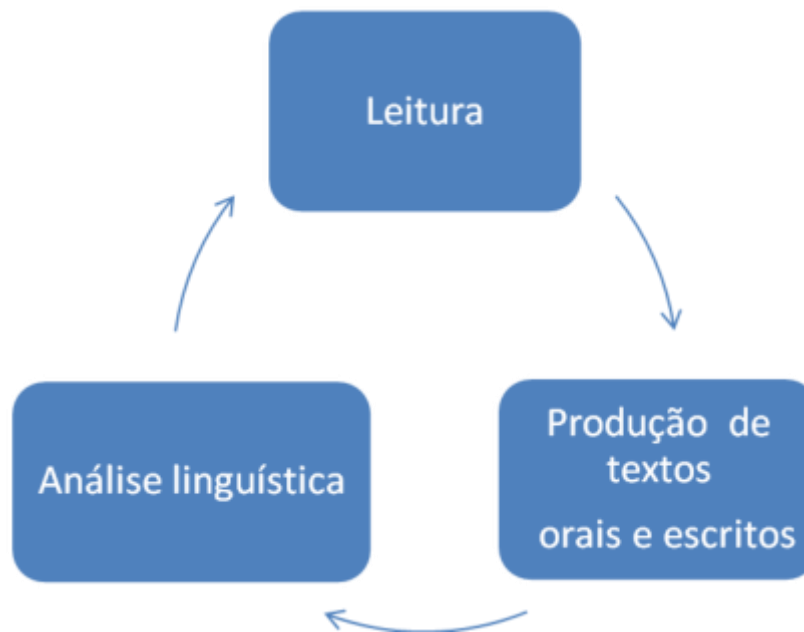 Leitura
Análise linguística
Produção de
textos
orais e escritos